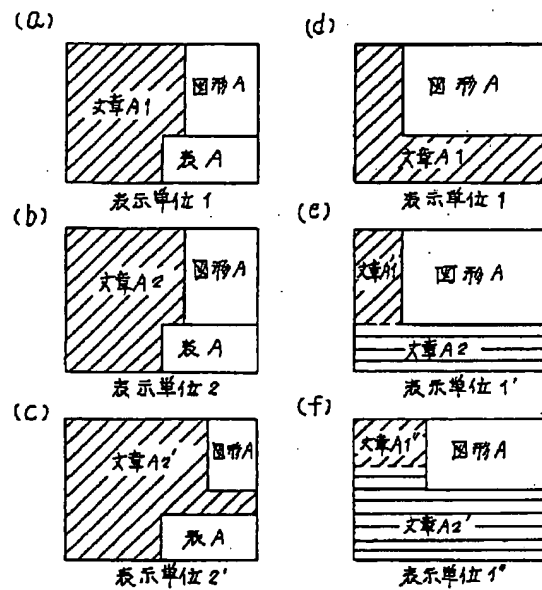 (a)
文章A1
図形A
表A
表示単位1
(b)
文章A2
図形A
表A
表示単位2
(c)
文章A2'
図形A
表A
表示単位2'
(d)
図形A
文章A1
表示単位1
(e)
文章A1'
図形A
文章A2
表示単位1'
(f)
文章A1"
図形A
文章A2'
表示単位1"